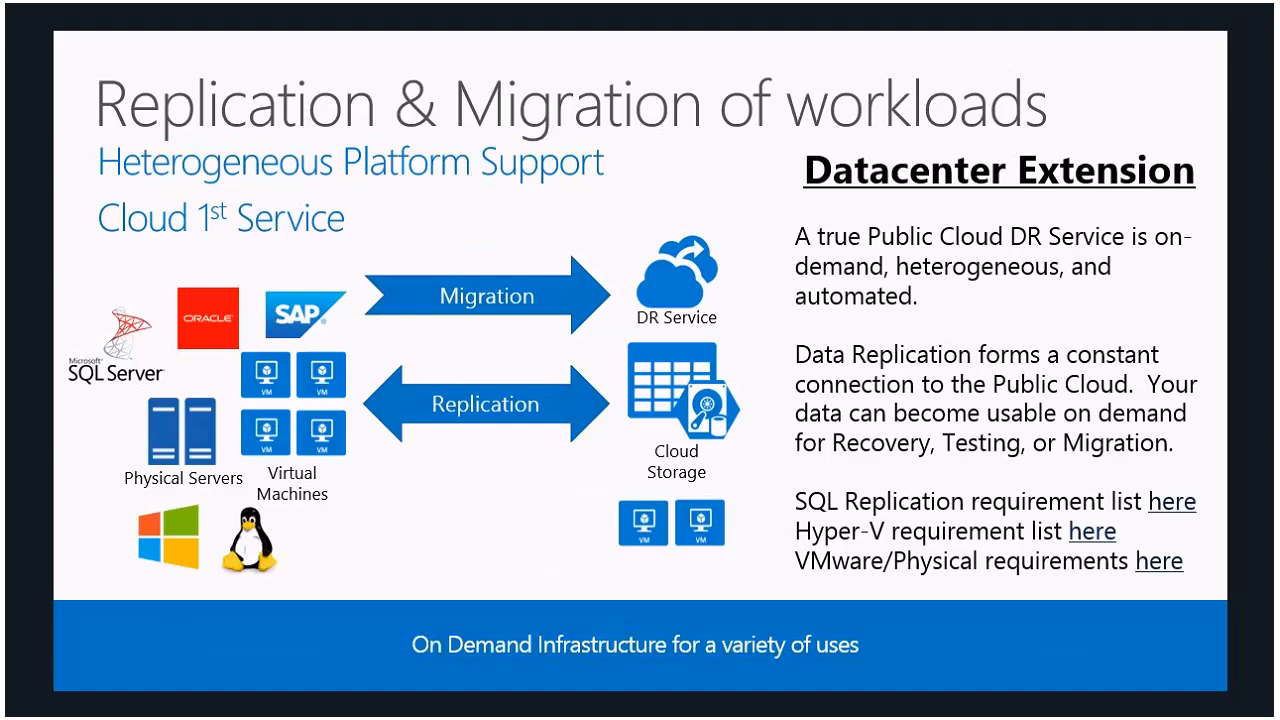 Replication & Migration of workloads
Heterogeneous Platform Support
Cloud 1st Service
Datacenter Extension
A true Public Cloud DR Service is on-
demand, heterogeneous, and
automated.
Data Replication forms a constant
connection to the Public Cloud.  Your
data can become usable on demand
for Recovery, Testing, or Migration.
SQL Replication requirement list here
Hyper-V requirement list here
VMware/Physical requirements here
Microsoft®
SQL Server®
ORACLE®
SAP®
VM VM
VM VM
Physical Servers
Virtual
Machines
Migration
Replication
DR Service
Cloud
Storage
VM VM
On Demand Infrastructure for a variety of uses